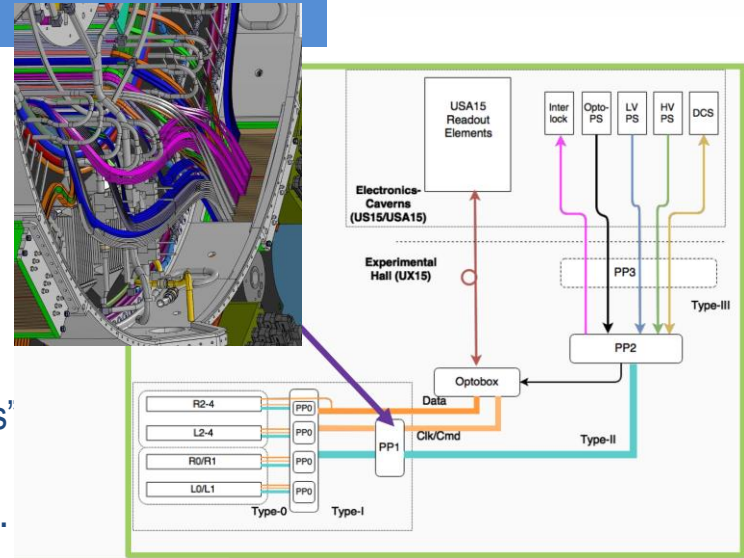 USA15
Readout
Elements
Inter
lock
Opto-
PS
LV
PS
HV
PS
DCS
Electronics-
Caverns
(US15/USA15)
Experimental
Hall (UX15)
PP3
Type-III
PP2
Optobox
Data
R2-4
PP0
s"
L2-4
PP0
Clk/Cmd
PP1
Type-II
R0/R1
PP0
L0/L1
PP0
Type-0
Type-I
.